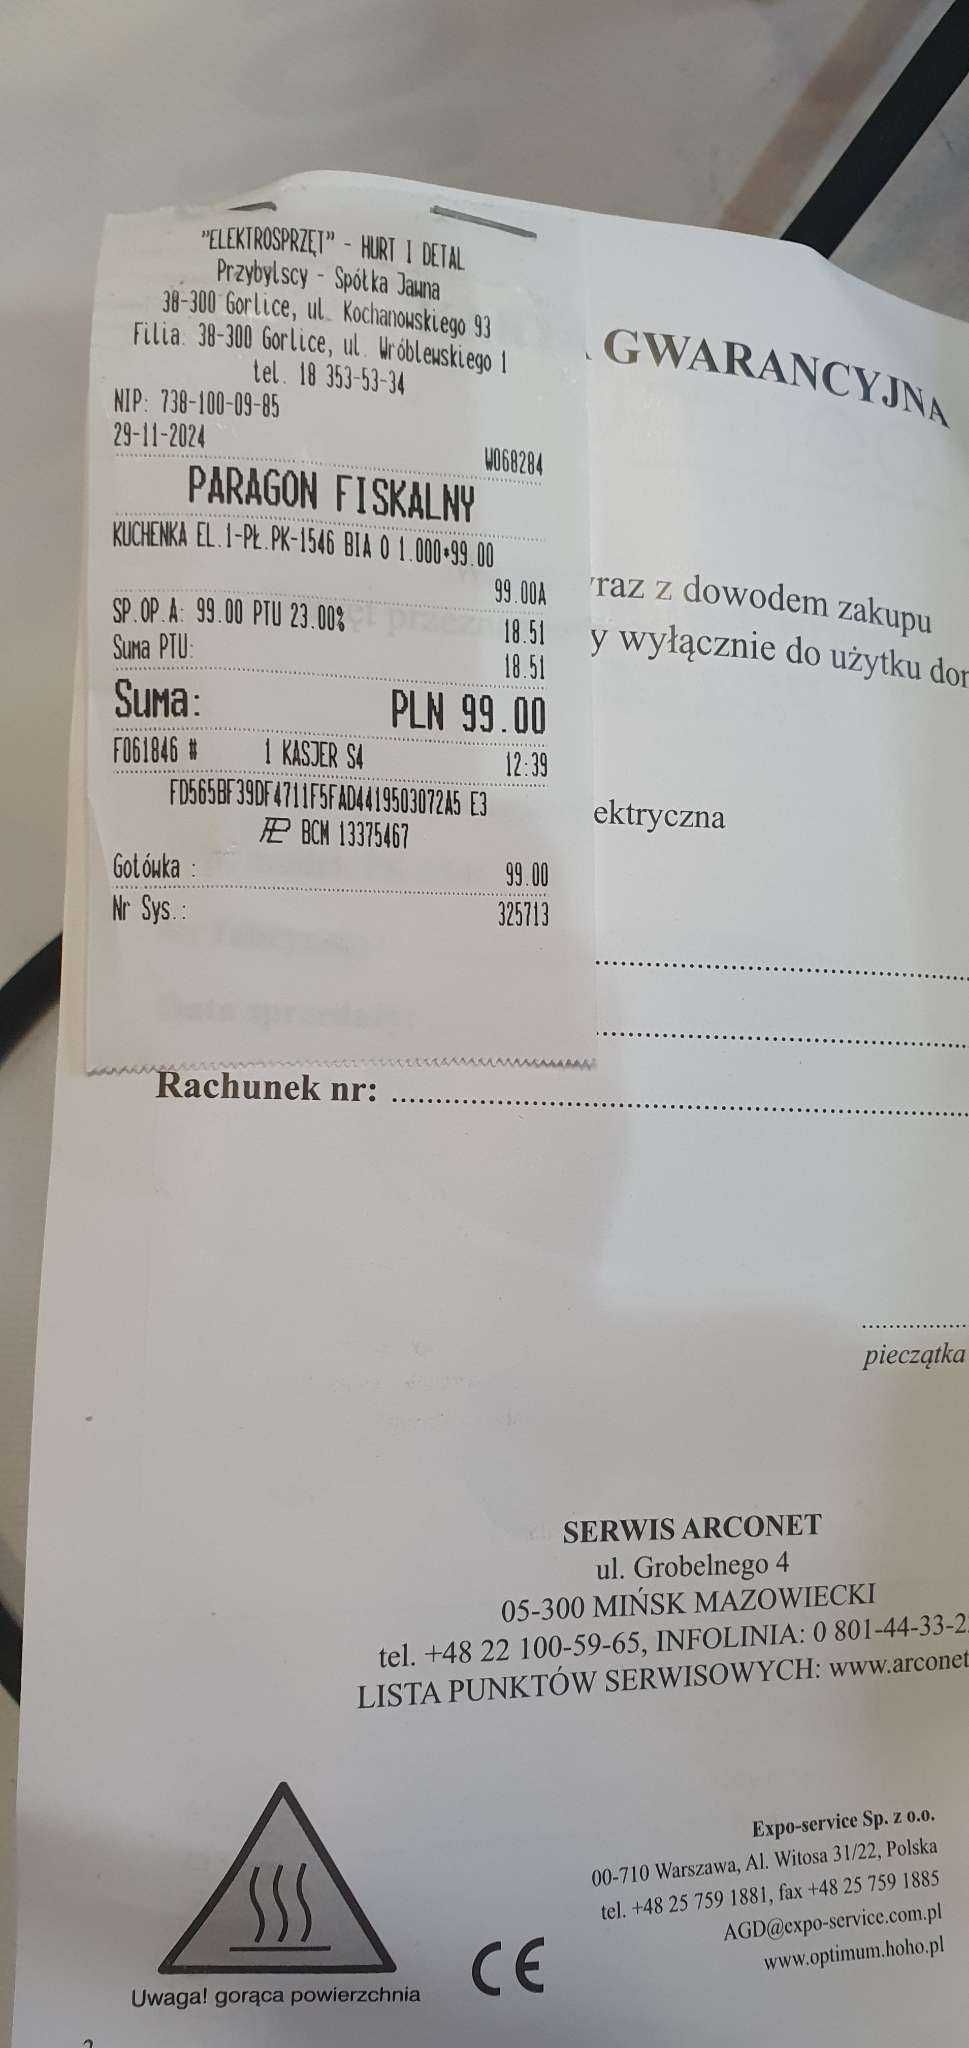 "ELEKTROSPRZĘT" - HURT I DETAL
Przybylscy - Spółka Jawna
38-300 Gorlice, ul. Kochanowskiego 93
Filia: 38-300 Gorlice, ul. Wróblewskiego 1
tel. 18 353-53-34
NIP: 738-100-09-85
29-11-2024
W068284
PARAGON FISKALNY
KUCHENKA EL.1-PŁ.PK-1546 BIA O 1.000*99.00
99.00A
SP.OP.A: 99.00 PTU 23.00%
18.51
Suma PTU:
18.51
Suma:
PLN 99.00
F061846 # 1 KASJER S4 12:39
FD565BF39DF4711F5FAD4419503072A5 E3
BCM 13375467
Gotówka : 99.00
Nr Sys.: 325713
A GWARANCYJNA
wraz z dowodem zakupu
y wyłącznie do użytku dom
ektryczna
Data sprzedaży:
Rachunek nr:
pieczątka
SERWIS ARCONET
ul. Grobelnego 4
05-300 MIŃSK MAZOWIECKI
tel. +48 22 100-59-65, INFOLINIA: 0 801-44-33-2
LISTA PUNKTÓW SERWISOWYCH: www.arconet
Expo-service Sp. z o.o.
00-710 Warszawa, Al. Witosa 31/22, Polska
tel. +48 25 759 1881, fax +48 25 759 1885
AGD@expo-service.com.pl
www.optimum.hoho.pl
CE
Uwaga! gorąca powierzchnia